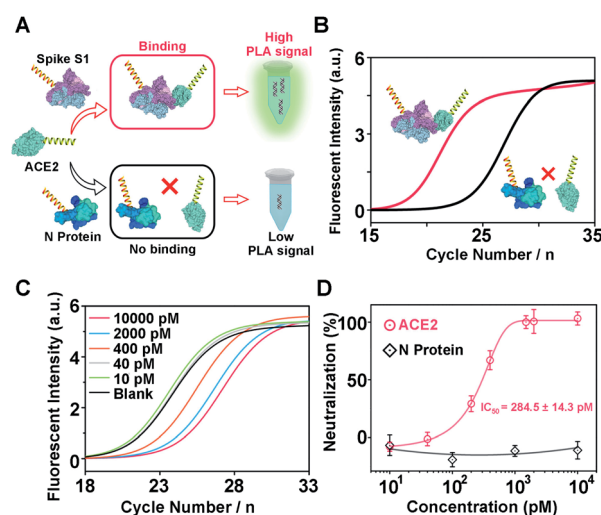 A
Spike S1
ACE2
N Protein
Binding
No binding
High
PLA signal
Low
PLA signal
B
Fluorescent Intensity (a.u.)
6
3
0
15
25
35
Cycle Number / n
C
Fluorescent Intensity (a.u.)
6
5
4
3
2
1
0
10000 pM
2000 pM
400 pM
40 pM
10 pM
Blank
18
23
28
33
Cycle Number / n
D
Neutralization (%)
100
50
0
ACE2
N Protein
IC50 = 284.5 ± 14.3 pM
10¹
10²
10³
10⁴
Concentration (pM)